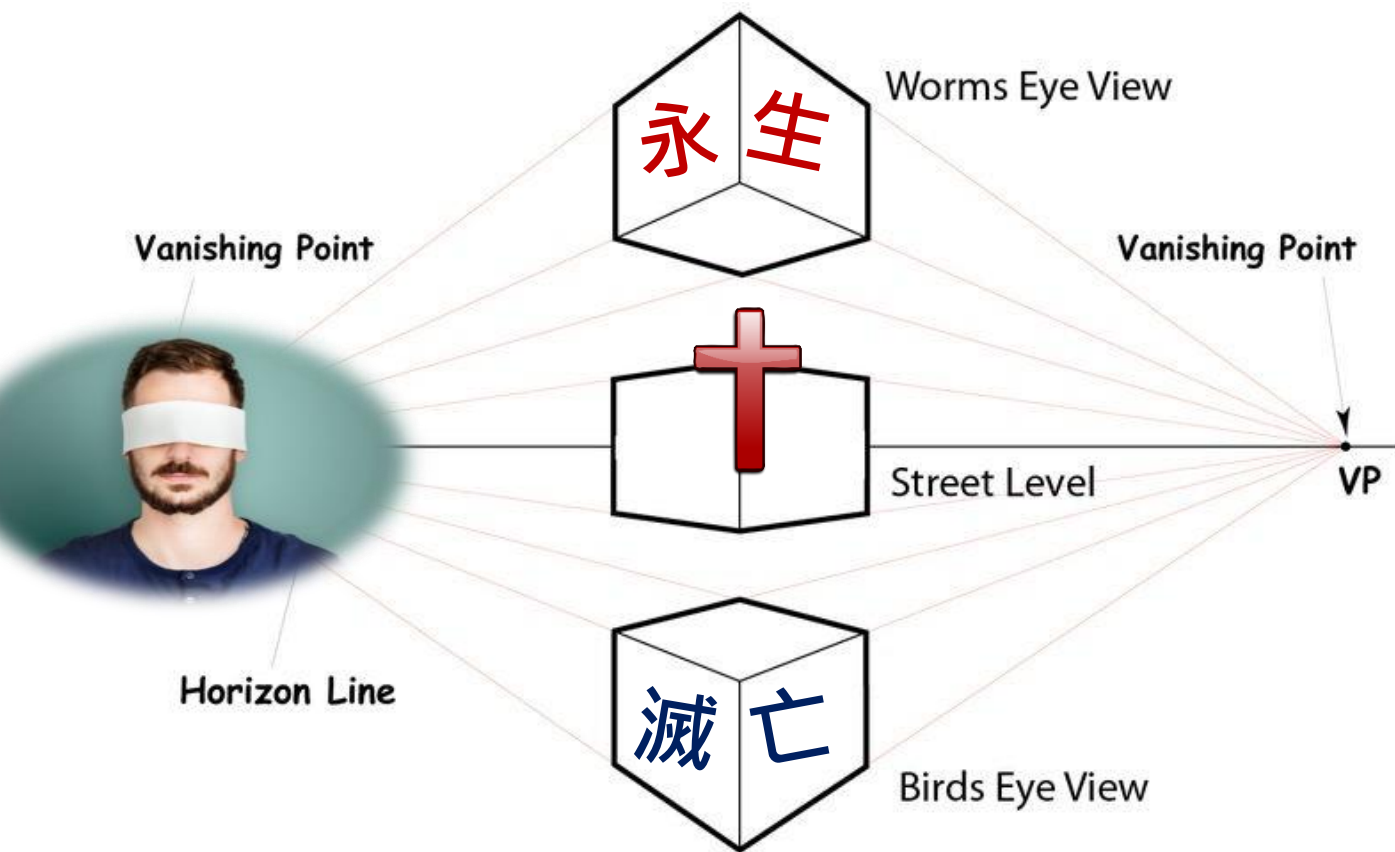 Worms Eye View
永生
Vanishing Point
Vanishing Point
Street Level
VP
Horizon Line
滅亡
Birds Eye View